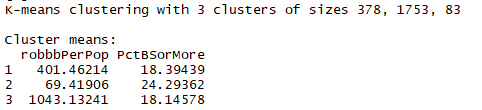 K-means clustering with 3 clusters of sizes 378, 1753, 83
Cluster means:
robbbPerPop PctBSorMore
1 401.46214 18.39439
2 69.41906 24.29362
3 1043.13241 18.14578